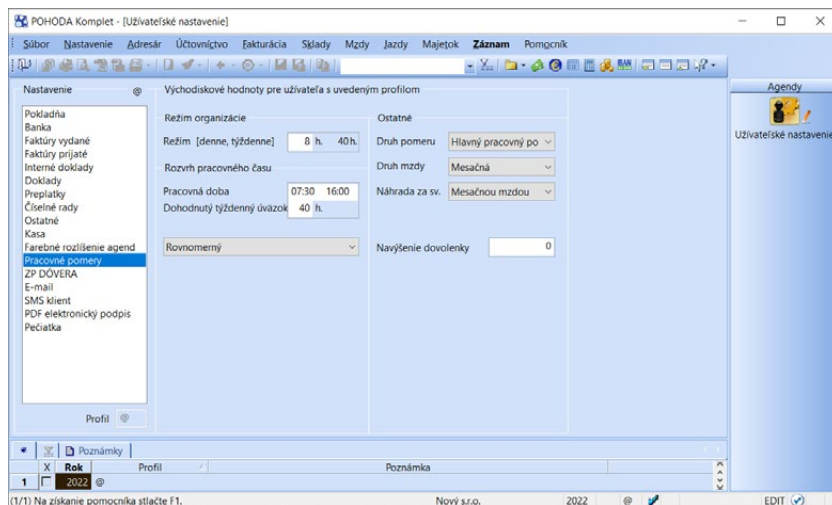 POHODA Komplet - [Užívateľské nastavenie]
Súbor Nastavenie Adresár Účtovníctvo Fakturácia Sklady Mzdy Jazdy Majetok Záznam Pomocník
Agendy
Užívateľské nastavenie
Nastavenie @
Pokladňa
Banka
Faktúry vydané
Faktúry prijaté
Interné doklady
Doklady
Preplatky
Číselné rady
Ostatné
Kasa
Farebné rozlíšenie agend
Pracovné pomery
ZP DÔVERA
E-mail
SMS klient
PDF elektronický podpis
Pečiatka
Profil @
Východiskové hodnoty pre užívateľa s uvedeným profilom
Režim organizácie
Režim [denne, týždenne] 8 h. 40 h.
Rozvrh pracovného času
Pracovná doba 07:30 16:00
Dohodnutý týždenný úväzok 40 h.
Rovnomerný
Ostatné
Druh pomeru Hlavný pracovný po
Druh mzdy Mesačná
Náhrada za sv. Mesačnou mzdou
Navýšenie dovolenky 0
Poznámky
X Rok Profil Poznámka
1 2022 @
(1/1) Na získanie pomocníka stlačte F1. Nový s.r.o. 2022 @ EDIT